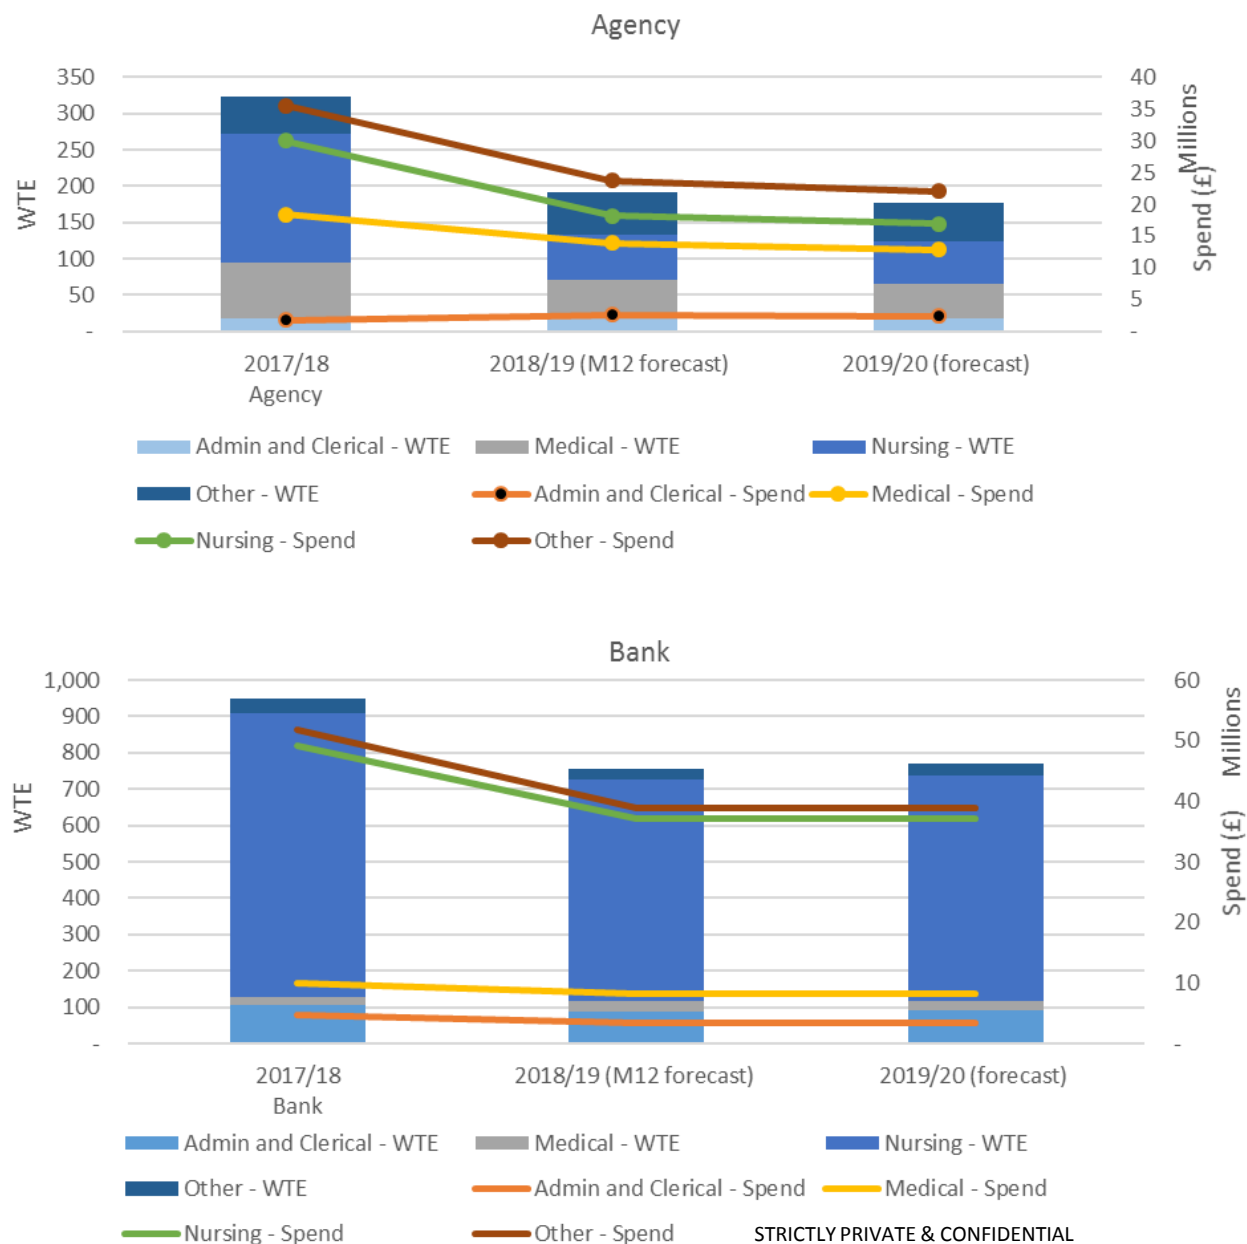 Agency
350
300
250
200
150
100
50
-
WTE
40
35
30
25
20
15
10
5
-
Millions
Spend (£)
2017/18
Agency
2018/19 (M12 forecast)
2019/20 (forecast)
Admin and Clerical - WTE
Medical - WTE
Nursing - WTE
Other - WTE
Admin and Clerical - Spend
Medical - Spend
Nursing - Spend
Other - Spend
Bank
1,000
900
800
700
600
500
400
300
200
100
-
WTE
60
50
40
30
20
10
-
Millions
Spend (£)
2017/18
Bank
2018/19 (M12 forecast)
2019/20 (forecast)
Admin and Clerical - WTE
Medical - WTE
Nursing - WTE
Other - WTE
Admin and Clerical - Spend
Medical - Spend
Nursing - Spend
Other - Spend
STRICTLY PRIVATE & CONFIDENTIAL